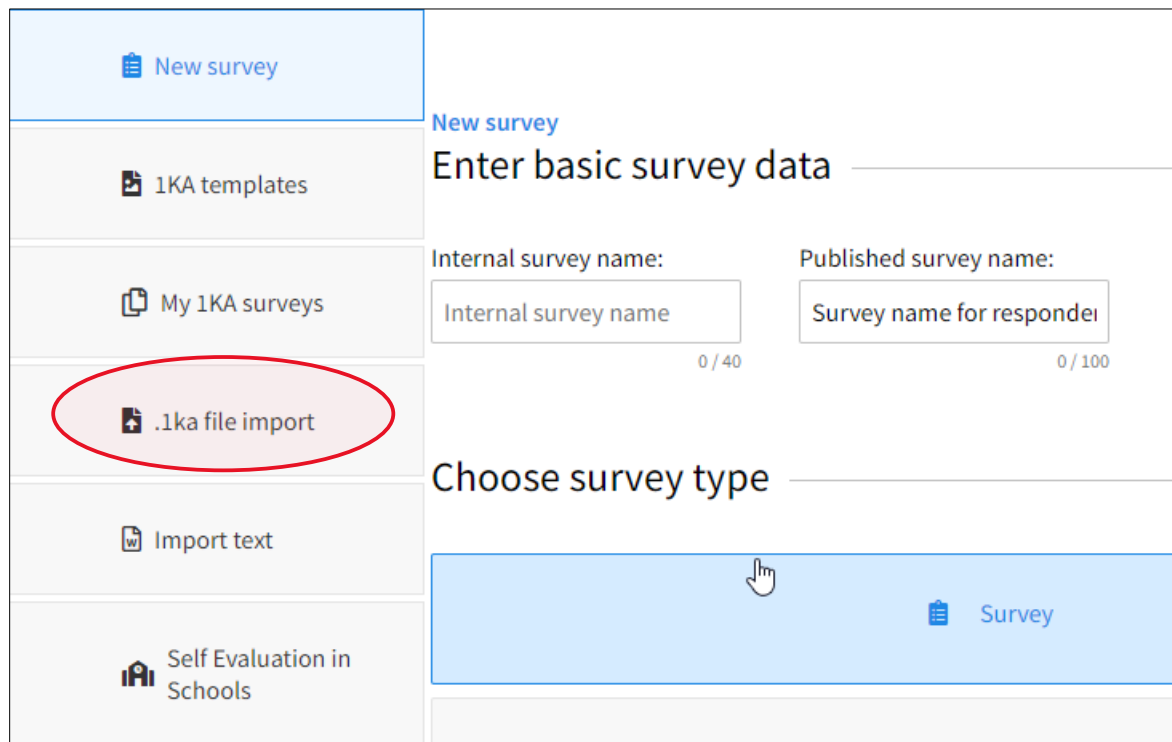 New survey
1KA templates
My 1KA surveys
.1ka file import
Import text
Self Evaluation in
Schools
New survey
Enter basic survey data
Internal survey name:
Internal survey name
0 / 40
Published survey name:
Survey name for responde
0 / 100
Choose survey type
Survey